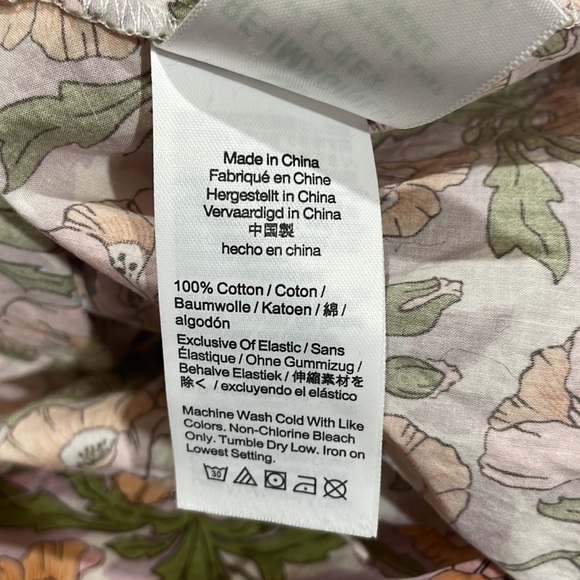 Made in China
Fabriqué en Chine
Hergestellt in China
Vervaardigd in China
中国製
hecho en china
100% Cotton / Coton /
Baumwolle / Katoen / 綿 /
algodón
Exclusive Of Elastic / Sans
Élastique / Ohne Gummizug /
Behalve Elastiek / 伸縮素材を
除く / excluyendo el elástico
Machine Wash Cold With Like
Colors. Non-Chlorine Bleach
Only. Tumble Dry Low. Iron on
Lowest Setting.
30